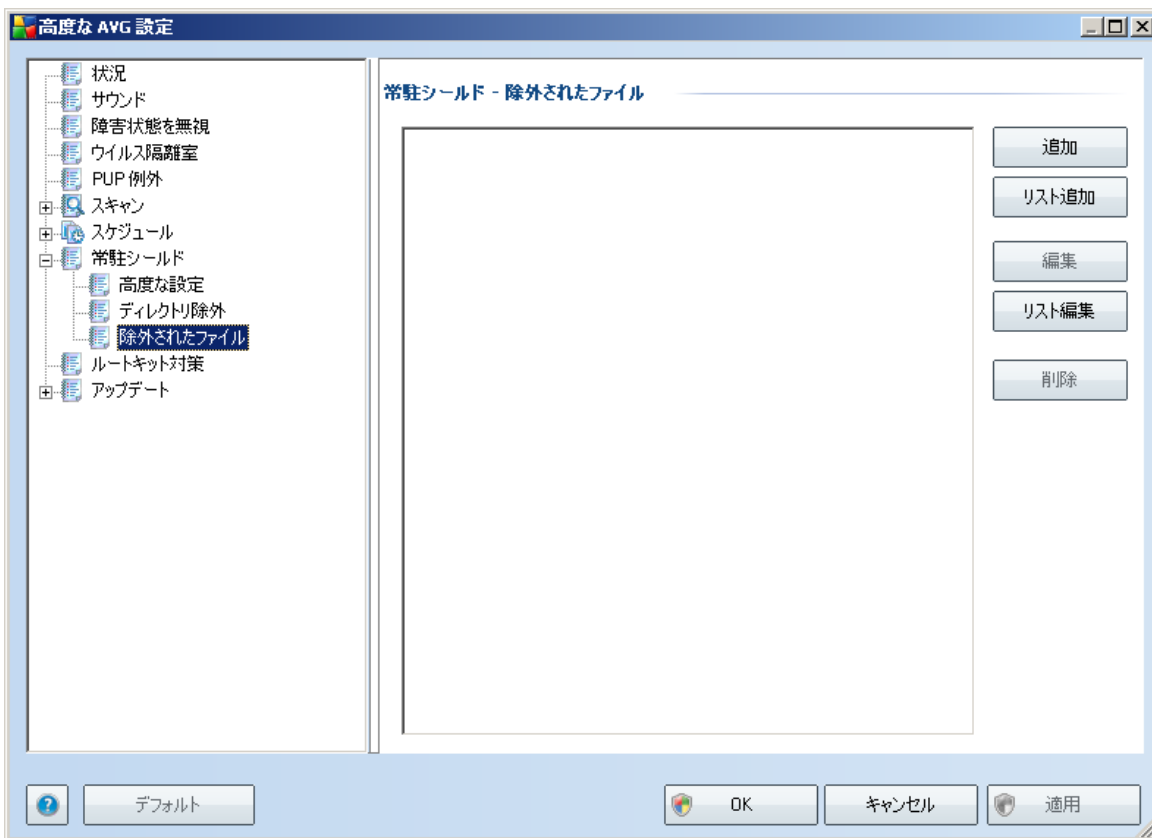 高度な AVG 設定
状況
サウンド
障害状態を無視
ウイルス隔離室
PUP 例外
スキャン
スケジュール
常駐シールド
高度な設定
ディレクトリ除外
除外されたファイル
ルートキット対策
アップデート
常駐シールド - 除外されたファイル
追加
リスト追加
編集
リスト編集
削除
デフォルト
OK
キャンセル
適用